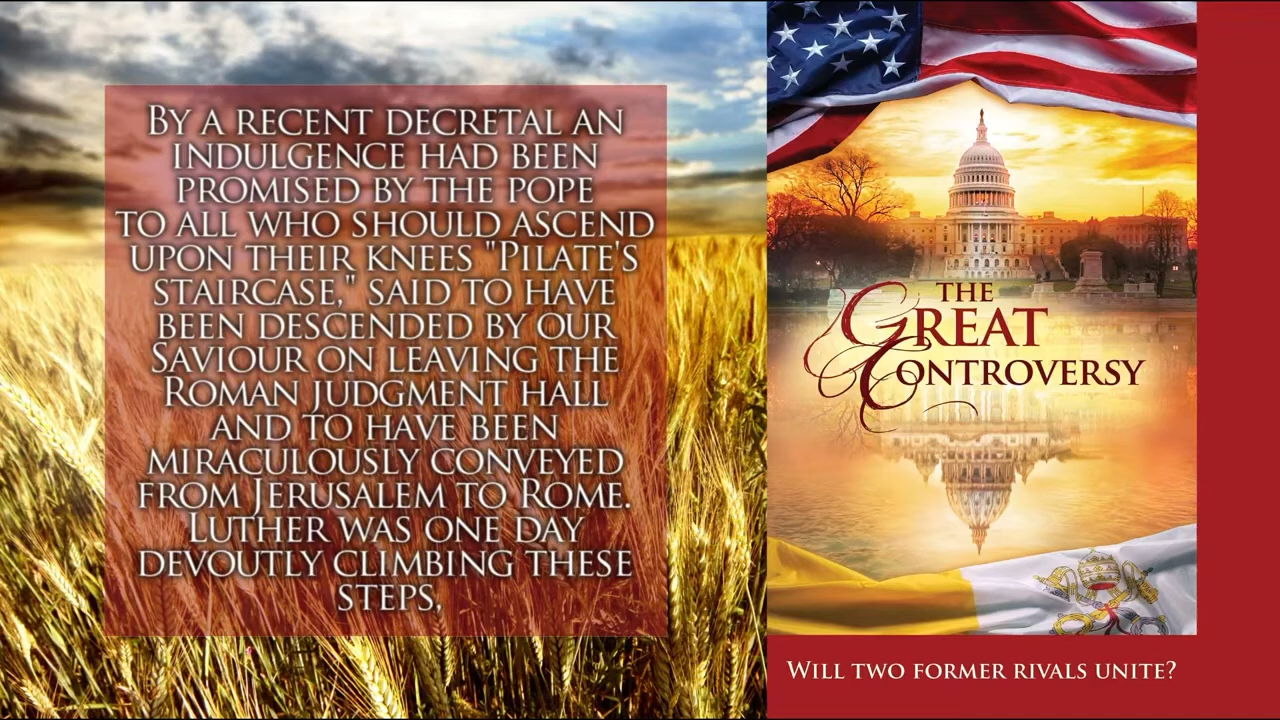 By a recent decretal an
indulgence had been
promised by the pope
to all who should ascend
upon their knees "Pilate's
staircase," said to have
been descended by our
Saviour on leaving the
Roman judgment hall
and to have been
miraculously conveyed
from Jerusalem to Rome.
Luther was one day
devoutly climbing these
steps,
The
Great
Controversy
Will two former rivals unite?